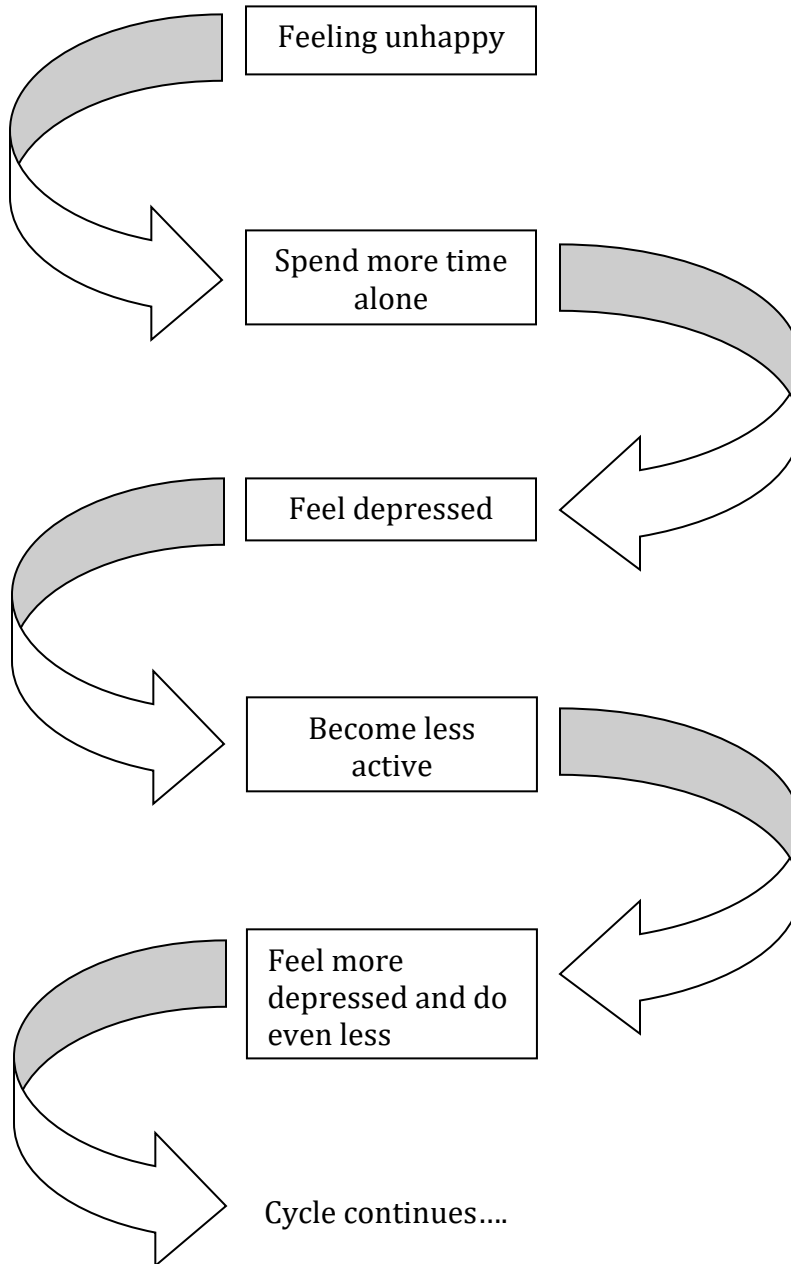 Feeling unhappy
Spend more time
alone
Feel depressed
Become less
active
Feel more
depressed and do
even less
Cycle continues....